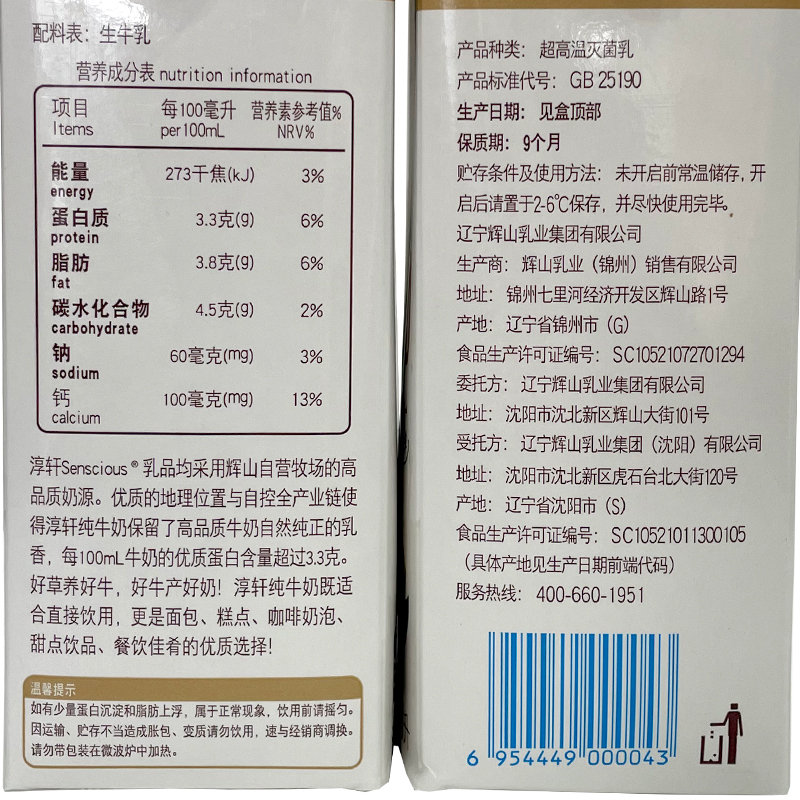 配料表：生牛乳
营养成分表 nutrition information
项目 每100毫升 营养素参考值%
Items per100mL NRV%
能量 273千焦(kJ) 3%
energy
蛋白质 3.3克(g) 6%
protein
脂肪 3.8克(g) 6%
fat
碳水化合物 4.5克(g) 2%
carbohydrate
钠 60毫克(mg) 3%
sodium
钙 100毫克(mg) 13%
calcium
淳轩Senscious®乳品均采用辉山自营牧场的高
品质奶源。优质的地理位置与自控全产业链使
得淳轩纯牛奶保留了高品质牛奶自然纯正的乳
香，每100mL牛奶的优质蛋白含量超过3.3克。
好草养好牛，好牛产好奶！淳轩纯牛奶既适
合直接饮用，更是面包、糕点、咖啡奶泡、
甜点饮品、餐饮佳肴的优质选择！
温馨提示
如有少量蛋白沉淀和脂肪上浮，属于正常现象，饮用前请摇匀。
因运输、贮存不当造成胀包、变质请勿饮用，速与经销商调换。
请勿带包装在微波炉中加热。
产品种类：超高温灭菌乳
产品标准代号：GB 25190
生产日期：见盒顶部
保质期：9个月
贮存条件及使用方法：未开启前常温储存，开
启后请置于2-6℃保存，并尽快使用完毕。
辽宁辉山乳业集团有限公司
生产商：辉山乳业（锦州）销售有限公司
地址：锦州七里河经济开发区辉山路1号
产地：辽宁省锦州市（G）
食品生产许可证编号：SC10521072701294
委托方：辽宁辉山乳业集团有限公司
地址：沈阳市沈北新区辉山大街101号
受托方：辽宁辉山乳业集团（沈阳）有限公司
地址：沈阳市沈北新区虎石台北大街120号
产地：辽宁省沈阳市（S）
食品生产许可证编号：SC10521011300105
（具体产地见生产日期前端代码）
服务热线：400-660-1951
6 954449 000043